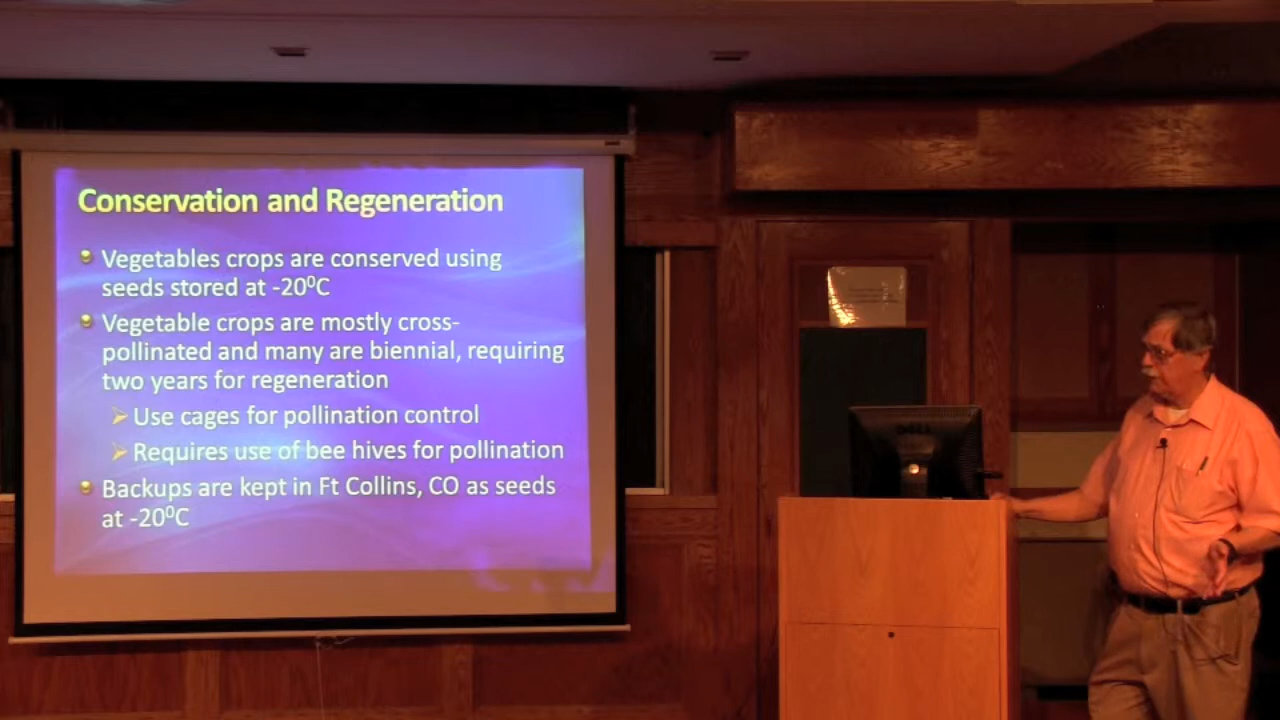 Conservation and Regeneration
Vegetables crops are conserved using
seeds stored at -20⁰C
Vegetable crops are mostly cross-
pollinated and many are biennial, requiring
two years for regeneration
Use cages for pollination control
Requires use of bee hives for pollination
Backups are kept in Ft Collins, CO as seeds
at -20⁰C